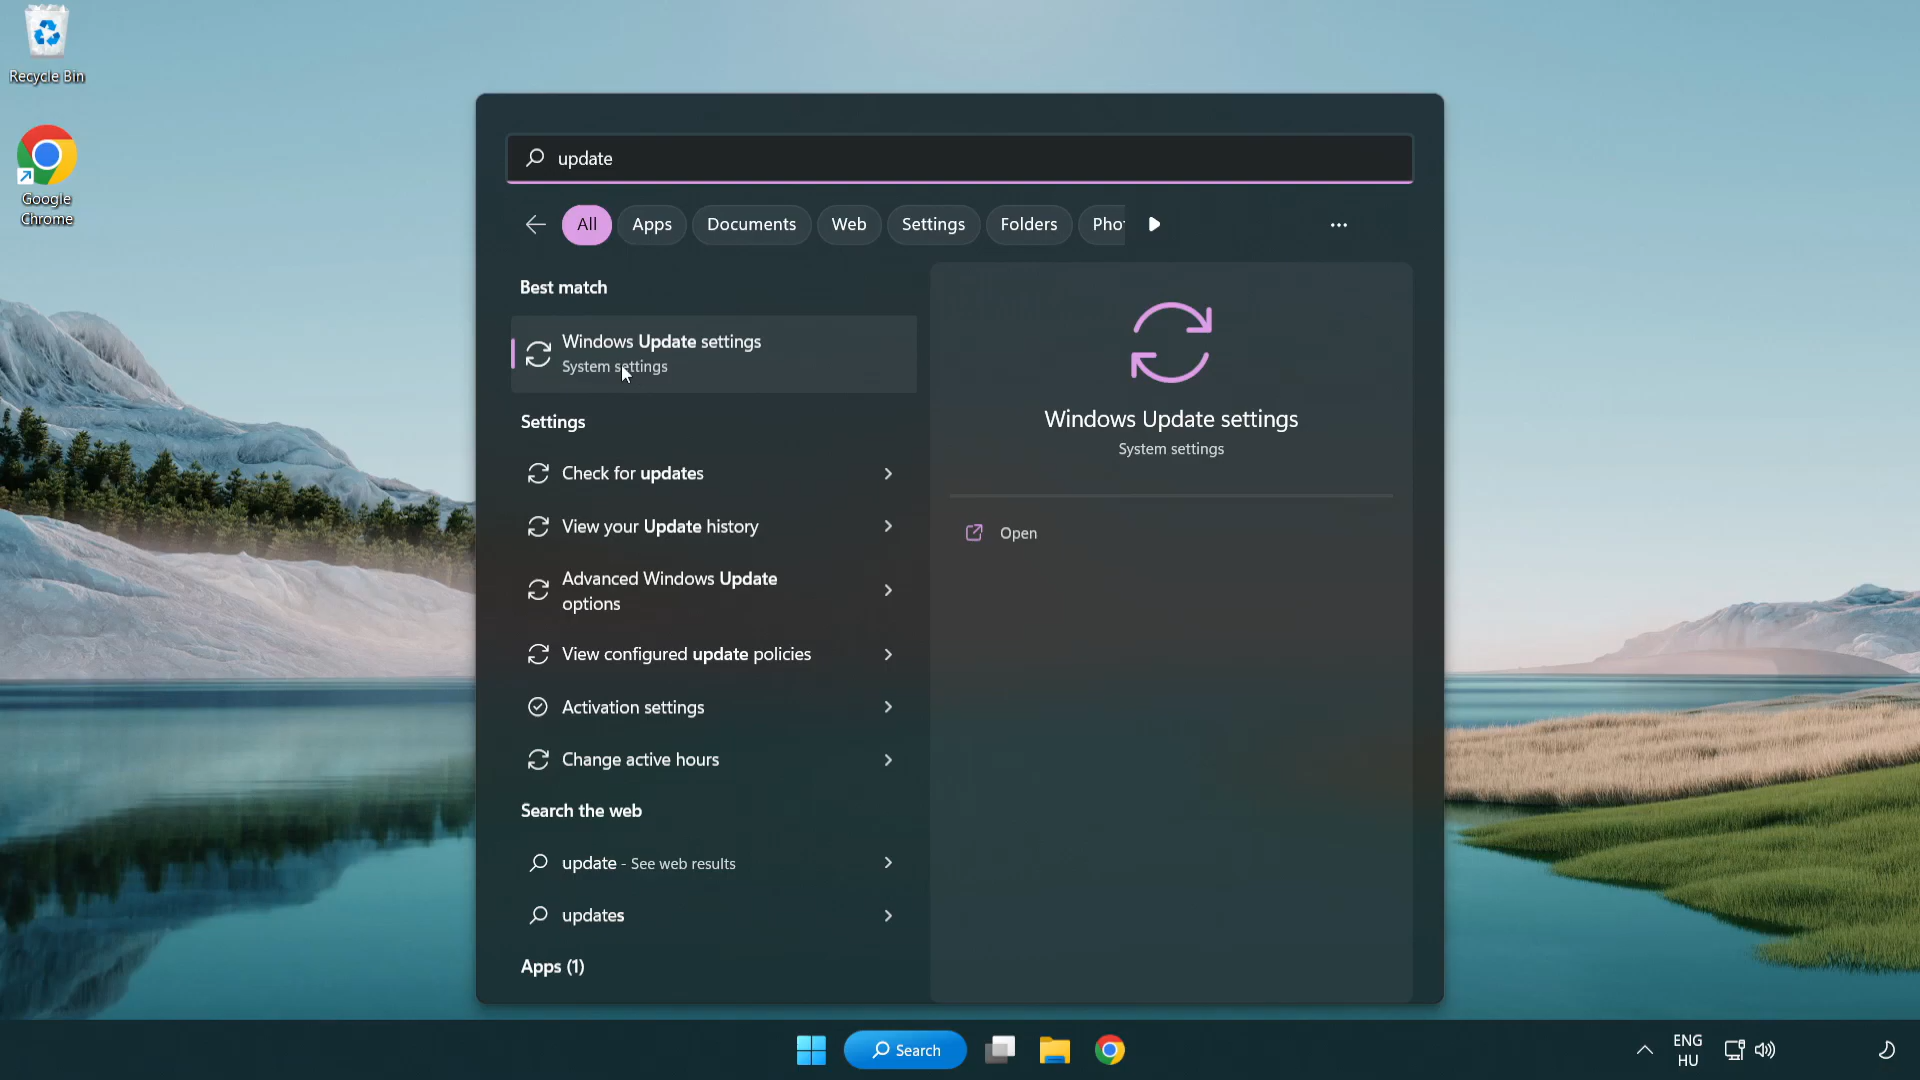 Recycle Bin
Google
Chrome
update
All
Apps
Documents
Web
Settings
Folders
Best match
Windows Update settings
System settings
Settings
Check for updates
View your Update history
Advanced Windows Update
options
View configured update policies
Activation settings
Change active hours
Search the web
update - See web results
updates
Apps (1)
Windows Update settings
System settings
Open
Search
ENG
HU